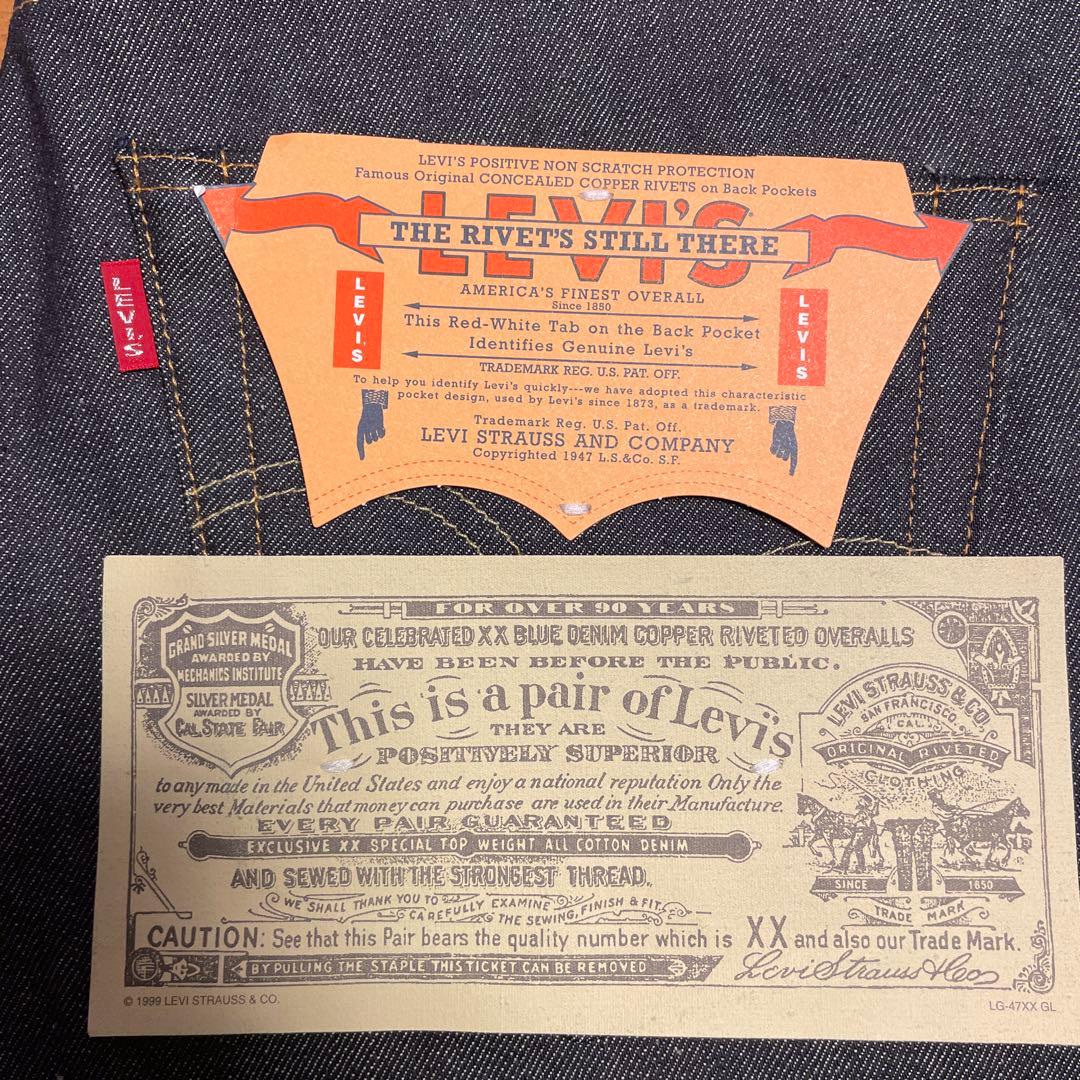 LEVI'S POSITIVE NON SCRATCH PROTECTION
Famous Original CONCEALED COPPER RIVETS on Back Pockets
LEVI'S
THE RIVET'S STILL THERE
AMERICA'S FINEST OVERALL
Since 1850
This Red-White Tab on the Back Pocket
Identifies Genuine Levi's
TRADEMARK REG. U.S. PAT. OFF.
To help you identify Levi's quickly---we have adopted this characteristic
pocket design, used by Levi's since 1873, as a trademark.
Trademark Reg. U.S. Pat. Off.
LEVI STRAUSS AND COMPANY
Copyrighted 1947 L.S.&Co. S.F.
LEVI'S
LEVI'S
LEVI'S
FOR OVER 90 YEARS
OUR CELEBRATED XX BLUE DENIM COPPER RIVETED OVERALLS
HAVE BEEN BEFORE THE PUBLIC.
This is a pair of Levi's
THEY ARE
POSITIVELY SUPERIOR
to any made in the United States and enjoy a national reputation Only the
very best Materials that money can purchase are used in their Manufacture.
EVERY PAIR GUARANTEED
EXCLUSIVE XX SPECIAL TOP WEIGHT ALL COTTON DENIM
AND SEWED WITH THE STRONGEST THREAD.
WE SHALL THANK YOU TO
CAREFULLY EXAMINE
THE SEWING, FINISH & FIT.
CAUTION: See that this Pair bears the quality number which is XX and also our Trade Mark.
BY PULLING THE STAPLE THIS TICKET CAN BE REMOVED
Levi Strauss & Co
GRAND SILVER MEDAL
AWARDED BY
MECHANICS INSTITUTE
SILVER MEDAL
AWARDED BY
CAL STATE FAIR
LEVI STRAUSS & CO.
SAN FRANCISCO.
CAL.
ORIGINAL RIVETED
CLOTHING
SINCE 1850
TRADE MARK
© 1999 LEVI STRAUSS & CO.
LG-47XX GL